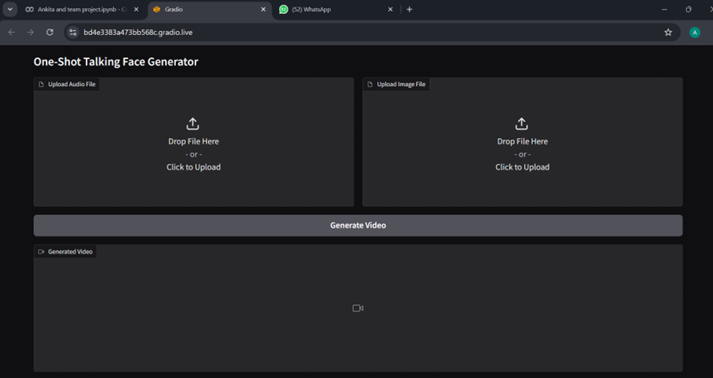 Ankita and team project.ipynb - C
Gradio
(52) WhatsApp
bd4e3383a473bb568c.gradio.live
A
One-Shot Talking Face Generator
Upload Audio File
Upload Image File
Drop File Here
- or -
Click to Upload
Drop File Here
- or -
Click to Upload
Generate Video
Generated Video